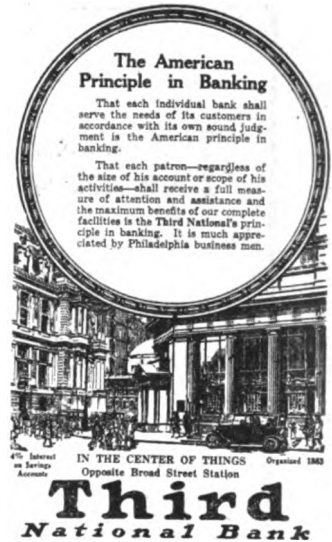 The American
Principle in Banking
That each individual bank shall
serve the needs of its customers in
accordance with its own sound judg-
ment is the American principle in
banking.
That each patron—regardless of
the size of his account or scope of his
activities—shall receive a full meas-
ure of attention and assistance and
the maximum benefits of our complete
facilities is the Third National's prin-
ciple in banking. It is much appre-
ciated by Philadelphia business men.
4% Interest
on Savings
Accounts
IN THE CENTER OF THINGS
Opposite Broad Street Station
Organized 1863
Third
National Bank